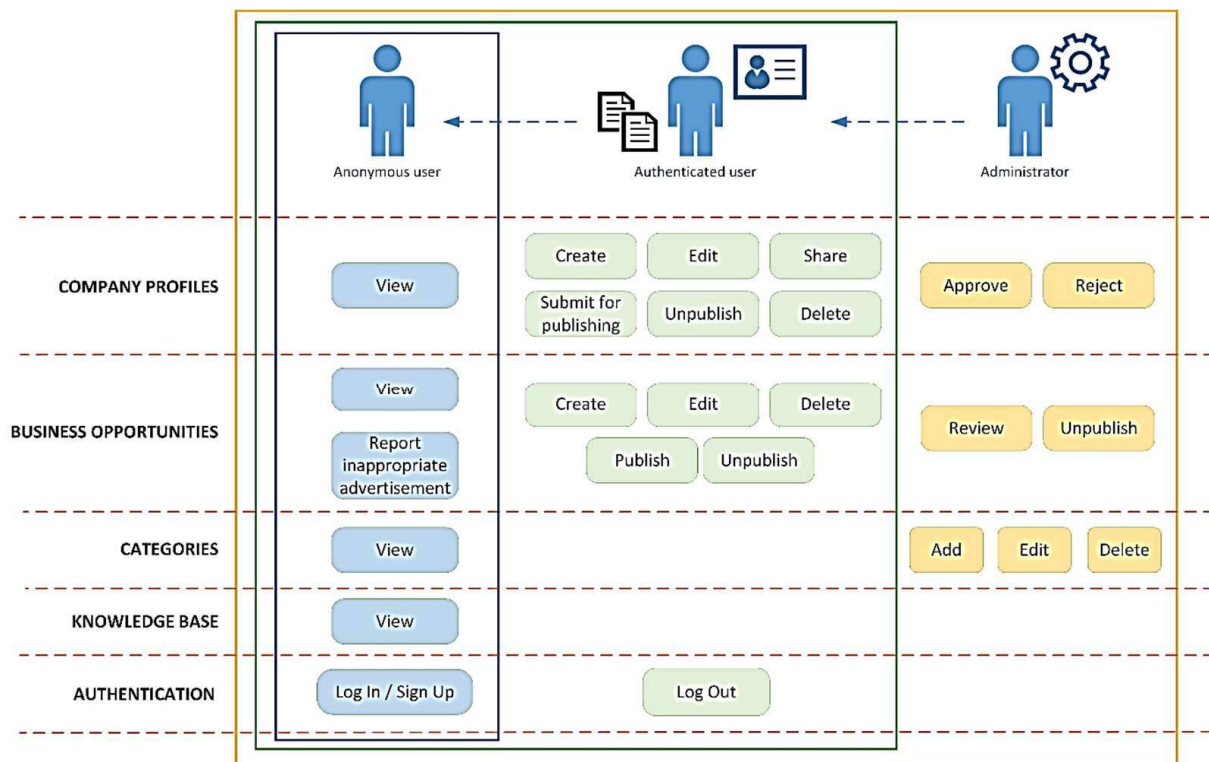 Anonymous user
Authenticated user
Administrator
COMPANY PROFILES
View
Create
Edit
Share
Submit for
publishing
Unpublish
Delete
Approve
Reject
BUSINESS OPPORTUNITIES
View
Report
inappropriate
advertisement
Create
Edit
Delete
Publish
Unpublish
Review
Unpublish
CATEGORIES
View
Add
Edit
Delete
KNOWLEDGE BASE
View
AUTHENTICATION
Log In / Sign Up
Log Out